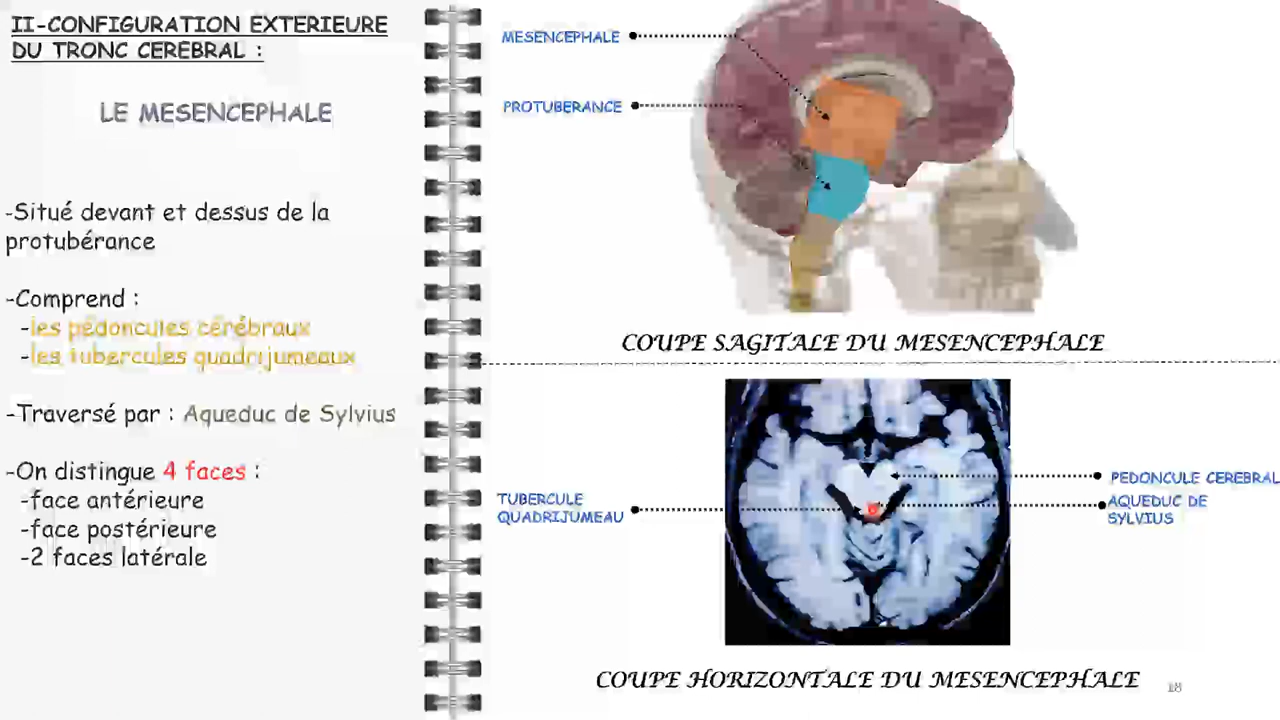 II-CONFIGURATION EXTERIEURE
DU TRONC CEREBRAL :
LE MESENCEPHALE
-Situé devant et dessus de la
protubérance
-Comprend :
-les pédoncules cérébraux
-les tubercules quadrijumeaux
-Traversé par : Aqueduc de Sylvius
-On distingue 4 faces :
-face antérieure
-face postérieure
-2 faces latérale
MESENCEPHALE
PROTUBERANCE
COUPE SAGITALE DU MESENCEPHALE
TUBERCULE
QUADRIJUMEAU
PEDONCULE CEREBRAL
AQUEDUC DE
SYLVIUS
COUPE HORIZONTALE DU MESENCEPHALE
18